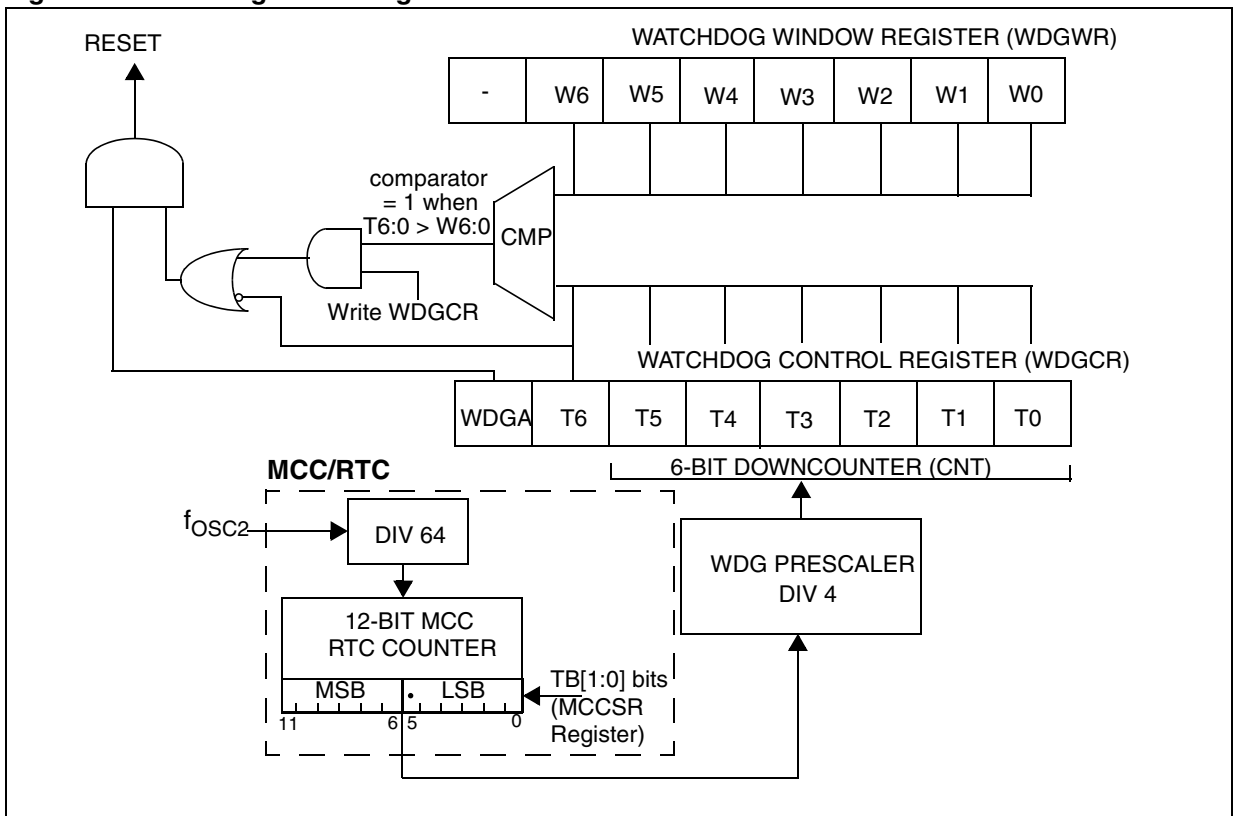 RESET
WATCHDOG WINDOW REGISTER (WDGWR)
- W6 W5 W4 W3 W2 W1 W0
comparator
= 1 when
T6:0 > W6:0
CMP
Write WDGCR
WATCHDOG CONTROL REGISTER (WDGCR)
WDGA T6 T5 T4 T3 T2 T1 T0
6-BIT DOWNCOUNTER (CNT)
MCC/RTC
fOSC2
DIV 64
WDG PRESCALER
DIV 4
12-BIT MCC
RTC COUNTER
MSB LSB
11 6 5 0
TB[1:0] bits
(MCCSR
Register)